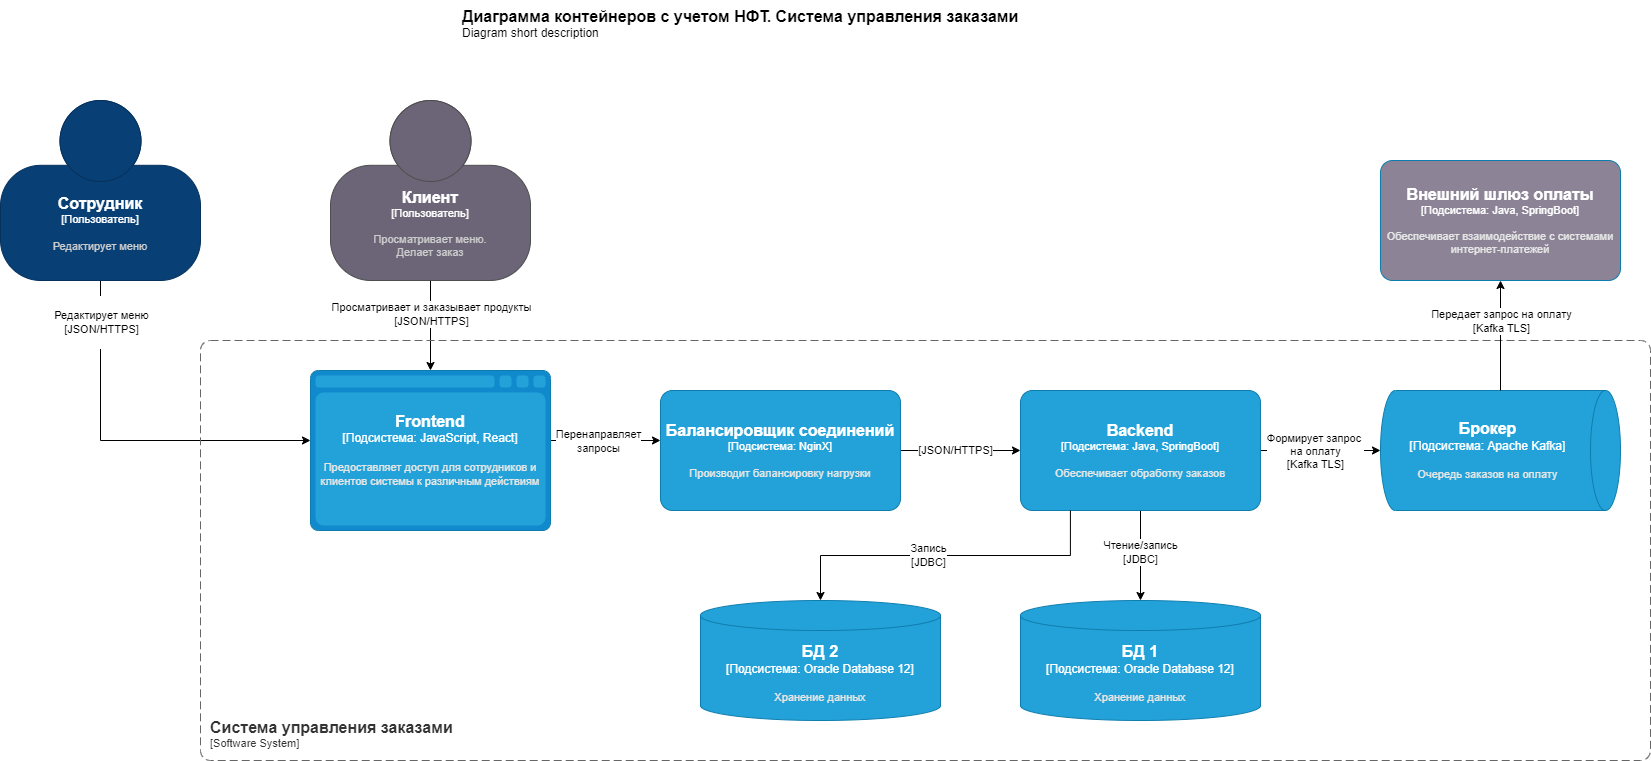 Диаграмма контейнеров с учетом НФТ. Система управления заказами
Diagram short description
Сотрудник
[Пользователь]
Редактирует меню
Клиент
[Пользователь]
Просматривает меню.
Делает заказ
Внешний шлюз оплаты
[Подсистема: Java, SpringBoot]
Обеспечивает взаимодействие с системами
интернет-платежей
Редактирует меню
[JSON/HTTPS]
Просматривает и заказывает продукты
[JSON/HTTPS]
Передает запрос на оплату
[Kafka TLS]
Frontend
[Подсистема: JavaScript, React]
Предоставляет доступ для сотрудников и
клиентов системы к различным действиям
Перенаправляет
запросы
Балансировщик соединений
[Подсистема: NginX]
Производит балансировку нагрузки
[JSON/HTTPS]
Backend
[Подсистема: Java, SpringBoot]
Обеспечивает обработку заказов
Формирует запрос
на оплату
[Kafka TLS]
Брокер
[Подсистема: Apache Kafka]
Очередь заказов на оплату
Запись
[JDBC]
Чтение/запись
[JDBC]
БД 2
[Подсистема: Oracle Database 12]
Хранение данных
БД 1
[Подсистема: Oracle Database 12]
Хранение данных
Система управления заказами
[Software System]